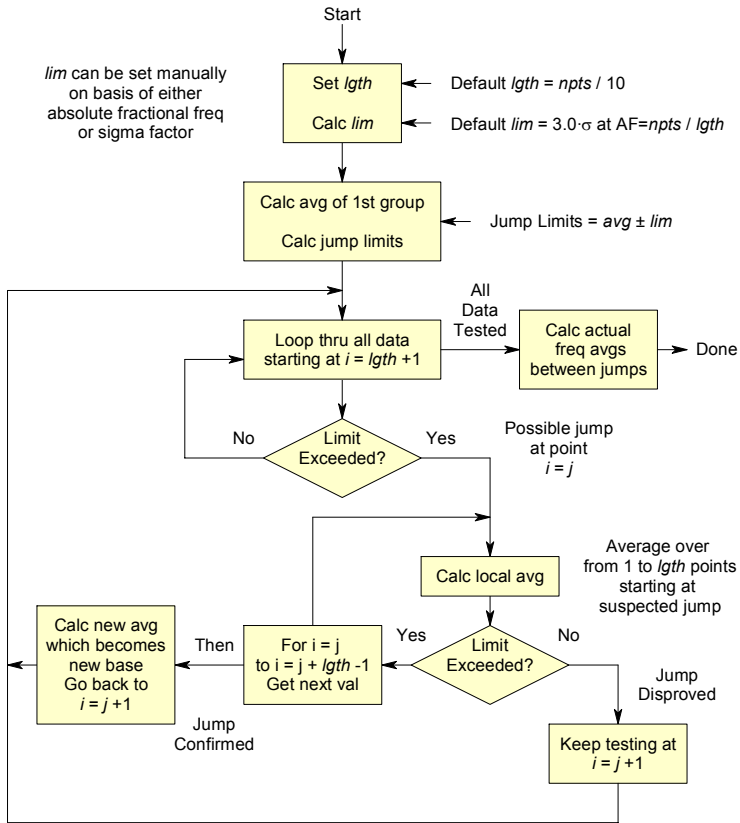 Start
lim can be set manually
on basis of either
absolute fractional freq
or sigma factor
Set lgth
Calc lim
Default lgth = npts / 10
Default lim = 3.0·σ at AF=npts / lgth
Calc avg of 1st group
Calc jump limits
Jump Limits = avg ± lim
Loop thru all data
starting at i = lgth +1
All
Data
Tested
Calc actual
freq avgs
between jumps
Done
Limit
Exceeded?
No
Yes
Possible jump
at point
i = j
Calc local avg
Average over
from 1 to lgth points
starting at
suspected jump
Limit
Exceeded?
Yes
No
For i = j
to i = j + lgth -1
Get next val
Then
Jump
Confirmed
Calc new avg
which becomes
new base
Go back to
i = j +1
Jump
Disproved
Keep testing at
i = j +1